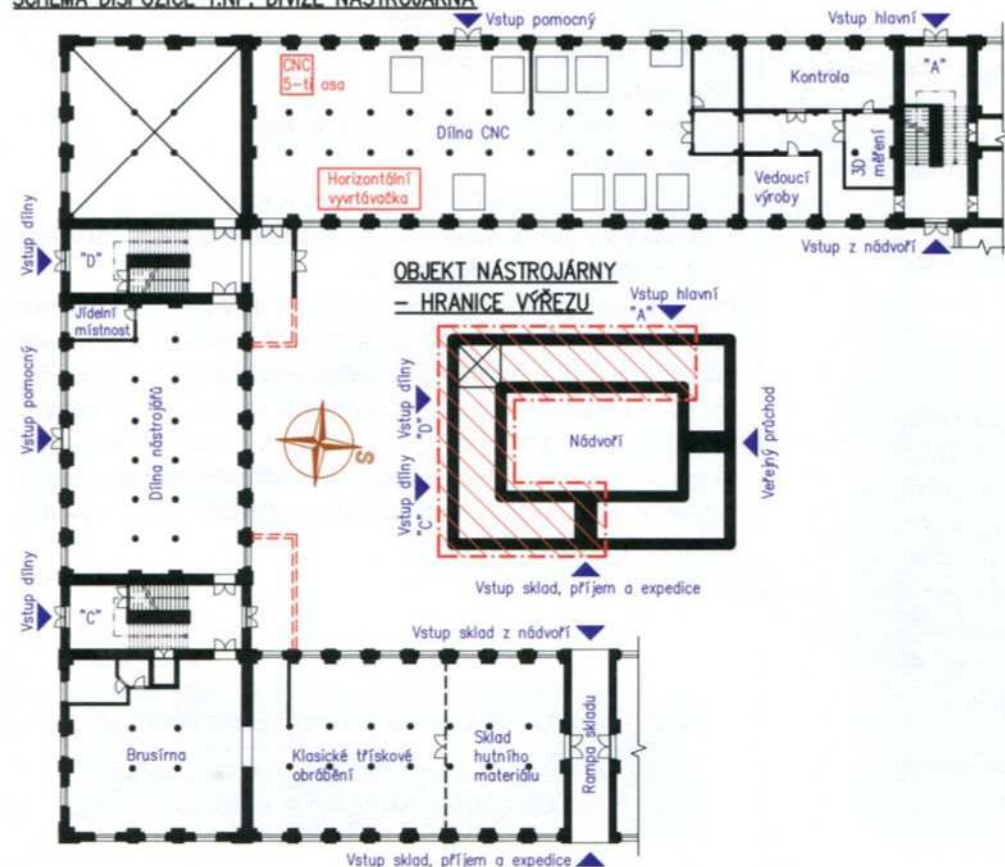 SCHÉMA DISPOZICE 1.NP. DIVIZE NÁSTROJÁRNA
Vstup pomocný
Vstup hlavní
CNC
5-ti osa
Kontrola
"A"
Dílna CNC
3D
měření
Horizontální
vyvrtávačka
Vedoucí
výroby
Vstup dílny
"D"
Vstup z nádvoří
OBJEKT NÁSTROJÁRNY
– HRANICE VÝŘEZU
Vstup hlavní
"A"
Jídelní
místnost
Vstup pomocný
Dílna nástrojářů
S
Vstup dílny
"D"
Nádvoří
Veřejný průchod
Vstup dílny
"C"
Vstup sklad, příjem a expedice
Vstup dílny
"C"
Vstup sklad z nádvoří
Brusírna
Klasické třískové
obrábění
Sklad
hutního
materiálu
Rampa skladu
Vstup sklad, příjem a expedice